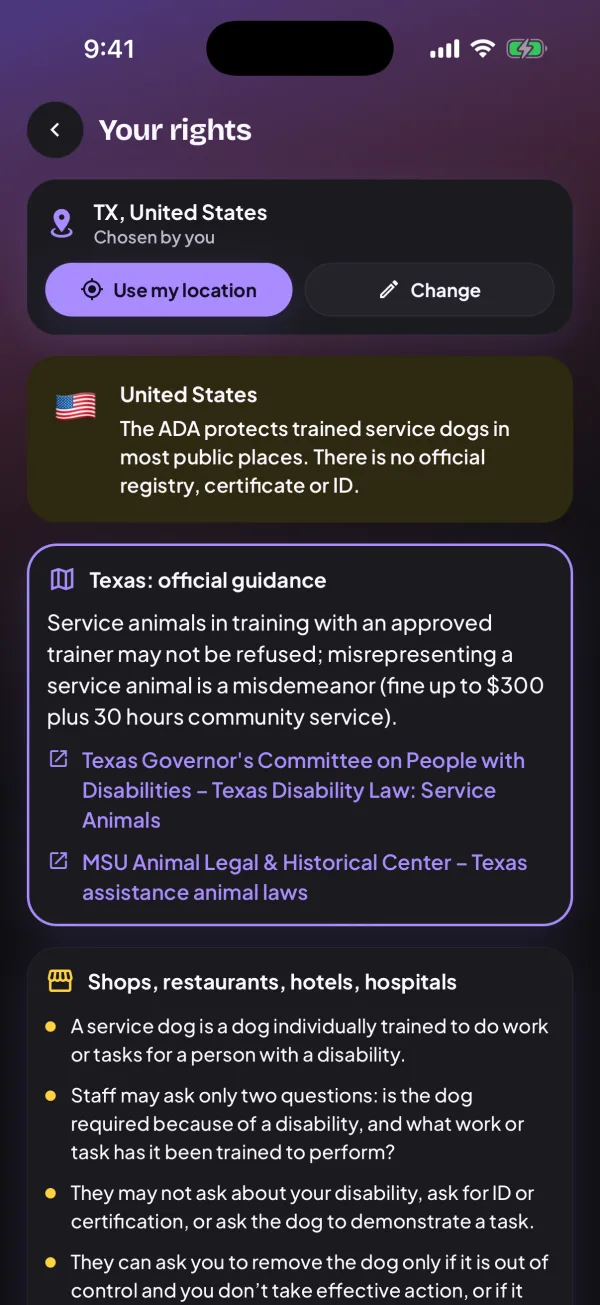 9:41
Your rights
TX, United States
Chosen by you
Use my location
Change
United States
The ADA protects trained service dogs in
most public places. There is no official
registry, certificate or ID.
Texas: official guidance
Service animals in training with an approved
trainer may not be refused; misrepresenting a
service animal is a misdemeanor (fine up to $300
plus 30 hours community service).
Texas Governor's Committee on People with
Disabilities – Texas Disability Law: Service
Animals
MSU Animal Legal & Historical Center – Texas
assistance animal laws
Shops, restaurants, hotels, hospitals
A service dog is a dog individually trained to do work
or tasks for a person with a disability.
Staff may ask only two questions: is the dog
required because of a disability, and what work or
task has it been trained to perform?
They may not ask about your disability, ask for ID or
certification, or ask the dog to demonstrate a task.
They can ask you to remove the dog only if it is out of
control and you don’t take effective action, or if it